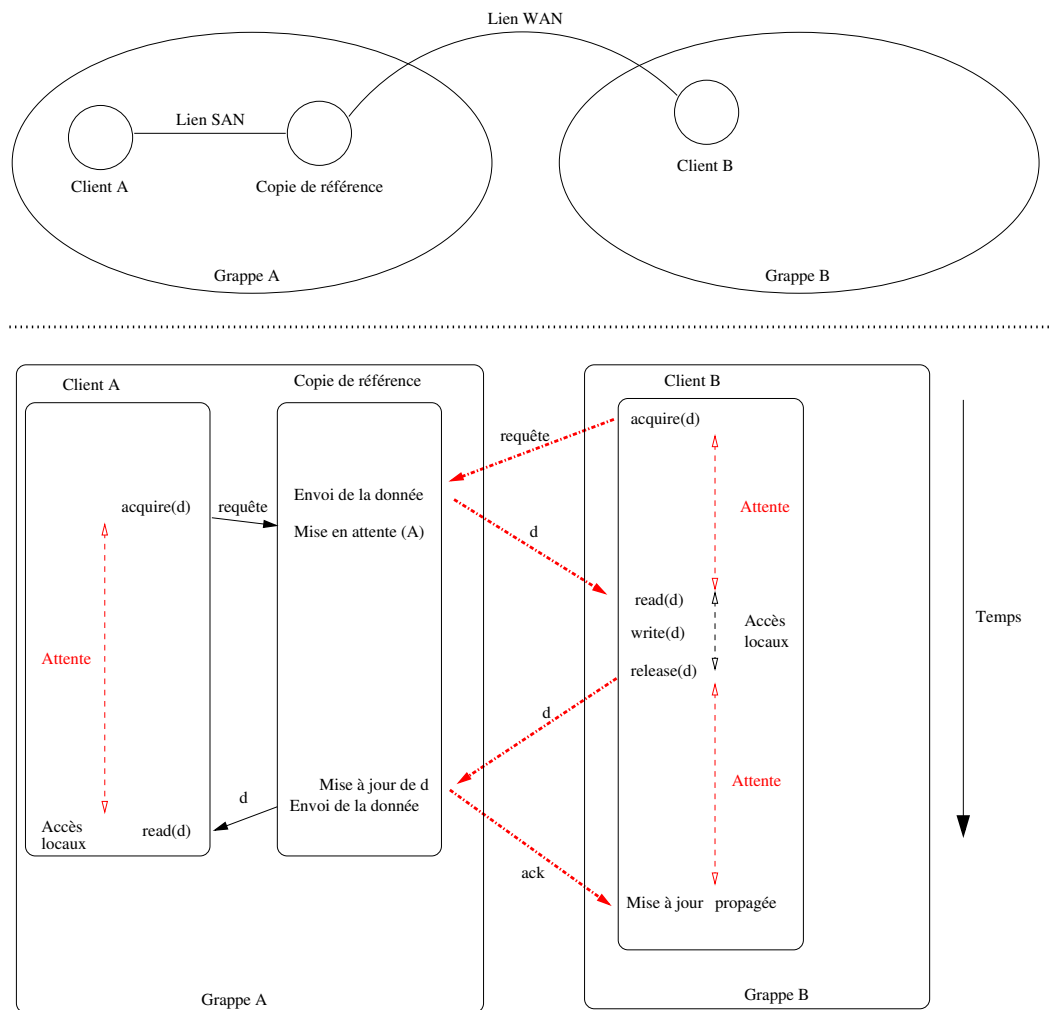 Lien WAN
Lien SAN
Client A
Copie de référence
Client B
Grappe A
Grappe B
Client A
Copie de référence
Client B
acquire(d)
requête
Envoi de la donnée
acquire(d)
requête
Attente
Mise en attente (A)
d
read(d)
Accès
locaux
Temps
write(d)
Attente
release(d)
d
Mise à jour de d
Attente
d
Envoi de la donnée
Accès
locaux
read(d)
ack
Mise à jour propagée
Grappe A
Grappe B